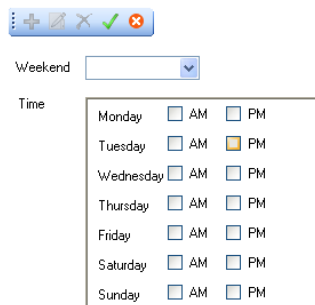 Weekend
Time
Monday AM PM
Tuesday AM PM
Wednesday AM PM
Thursday AM PM
Friday AM PM
Saturday AM PM
Sunday AM PM